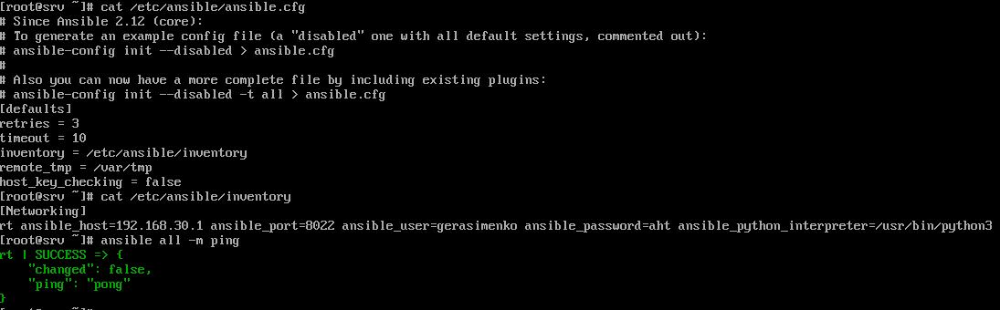 [root@srv ~]# cat /etc/ansible/ansible.cfg
# Since Ansible 2.12 (core):
# To generate an example config file (a "disabled" one with all default settings, commented out):
# ansible-config init --disabled > ansible.cfg
#
# Also you can now have a more complete file by including existing plugins:
# ansible-config init --disabled -t all > ansible.cfg
[defaults]
retries = 3
timeout = 10
inventory = /etc/ansible/inventory
remote_tmp = /var/tmp
host_key_checking = false
[root@srv ~]# cat /etc/ansible/inventory
[Networking]
rt ansible_host=192.168.30.1 ansible_port=8022 ansible_user=gerasimenko ansible_password=aht ansible_python_interpreter=/usr/bin/python3
[root@srv ~]# ansible all -m ping
rt | SUCCESS => {
    "changed": false,
    "ping": "pong"
}